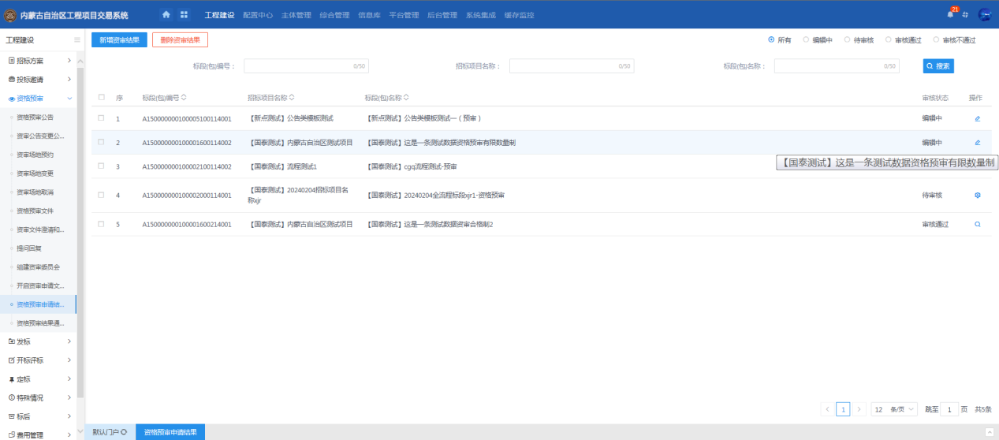 内蒙古自治区工程项目交易系统 工程建设 配置中心 主体管理 综合管理 信息库 平台管理 后台管理 系统集成 缓存监控 21
工程建设
招标方案
投标邀请
资格预审
资格预审公告
资审公告变更公...
资审场地预约
资审场地变更
资审场地取消
资格预审文件
资审文件澄清和...
提问回复
组建资审委员会
开启资审申请文...
资格预审申请结...
资格预审结果通...
发标
开标评标
定标
特殊情况
标后
费用管理
新增资审结果 删除资审结果 所有 编辑中 待审核 审核通过 审核不通过
标段(包)编号： 0/50 招标项目名称： 0/50 标段(包)名称： 0/50 搜索
序 标段(包)编号 招标项目名称 标段(包)名称 审核状态 操作
1 A150000000100005100114001 【新点测试】公告类模板测试 【新点测试】公告类模板测试一（预审） 编辑中
2 A150000000100001600114002 【国泰测试】内蒙古自治区测试项目 【国泰测试】这是一条测试数据资格预审有限数量制 编辑中
【国泰测试】这是一条测试数据资格预审有限数量制
3 A150000000100002100114002 【国泰测试】流程测试1 【国泰测试】cgq流程测试-预审
4 A150000000100002000114001 【国泰测试】20240204招标项目名
称xjr 【国泰测试】20240204全流程标段xjr1-资格预审 待审核
5 A150000000100001600214001 【国泰测试】内蒙古自治区测试项目 【国泰测试】这是一条测试数据资审合格制2 审核通过
1 12 条/页 跳至 1 页 共5条
默认门户 资格预审申请结果